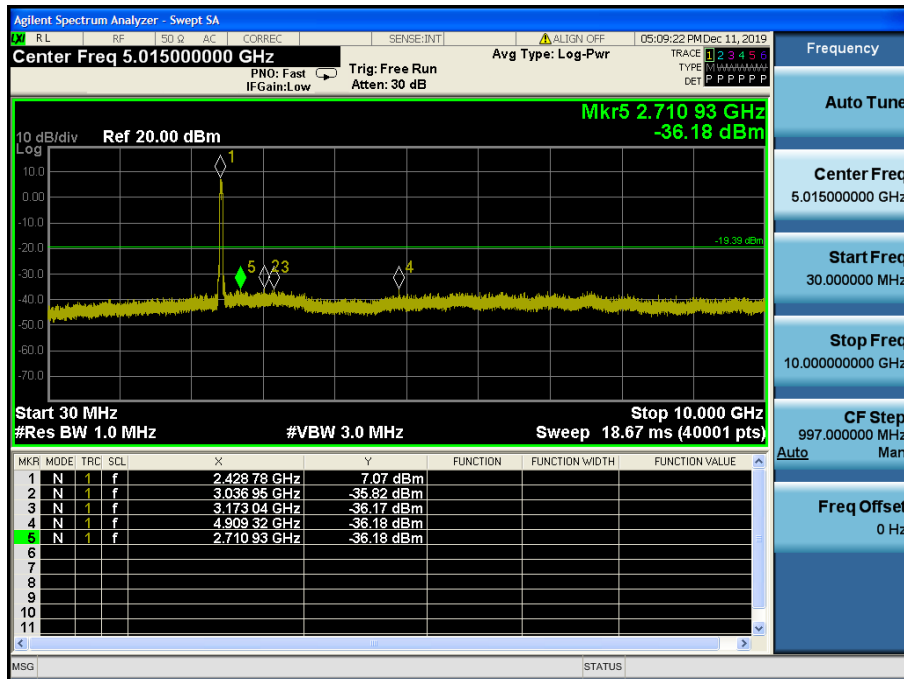 Agilent Spectrum Analyzer - Swept SA
LXI RL RF 50 Ω AC CORREC SENSE:INT ALIGN OFF 05:09:22 PM Dec 11, 2019
Center Freq 5.015000000 GHz
PNO: Fast
IFGain:Low
Trig: Free Run
Atten: 30 dB
Avg Type: Log-Pwr
TRACE 1 2 3 4 5 6
TYPE M WWWWW
DET P P P P P P
Mkr5 2.710 93 GHz
-36.18 dBm
10 dB/div Ref 20.00 dBm
Log
10.0
0.00
-10.0
-20.0
-30.0
-40.0
-50.0
-60.0
-70.0
-19.39 dBm
1
5 2 3 4
Start 30 MHz Stop 10.000 GHz
#Res BW 1.0 MHz #VBW 3.0 MHz Sweep 18.67 ms (40001 pts)
MKR MODE TRC SCL X Y FUNCTION FUNCTION WIDTH FUNCTION VALUE
1 N 1 f 2.428 78 GHz 7.07 dBm
2 N 1 f 3.036 95 GHz -35.82 dBm
3 N 1 f 3.173 04 GHz -36.17 dBm
4 N 1 f 4.909 32 GHz -36.18 dBm
5 N 1 f 2.710 93 GHz -36.18 dBm
6
7
8
9
10
11
MSG STATUS
Frequency
Auto Tune
Center Freq
5.015000000 GHz
Start Freq
30.000000 MHz
Stop Freq
10.000000000 GHz
CF Step
997.000000 MHz
Auto Man
Freq Offset
0 Hz